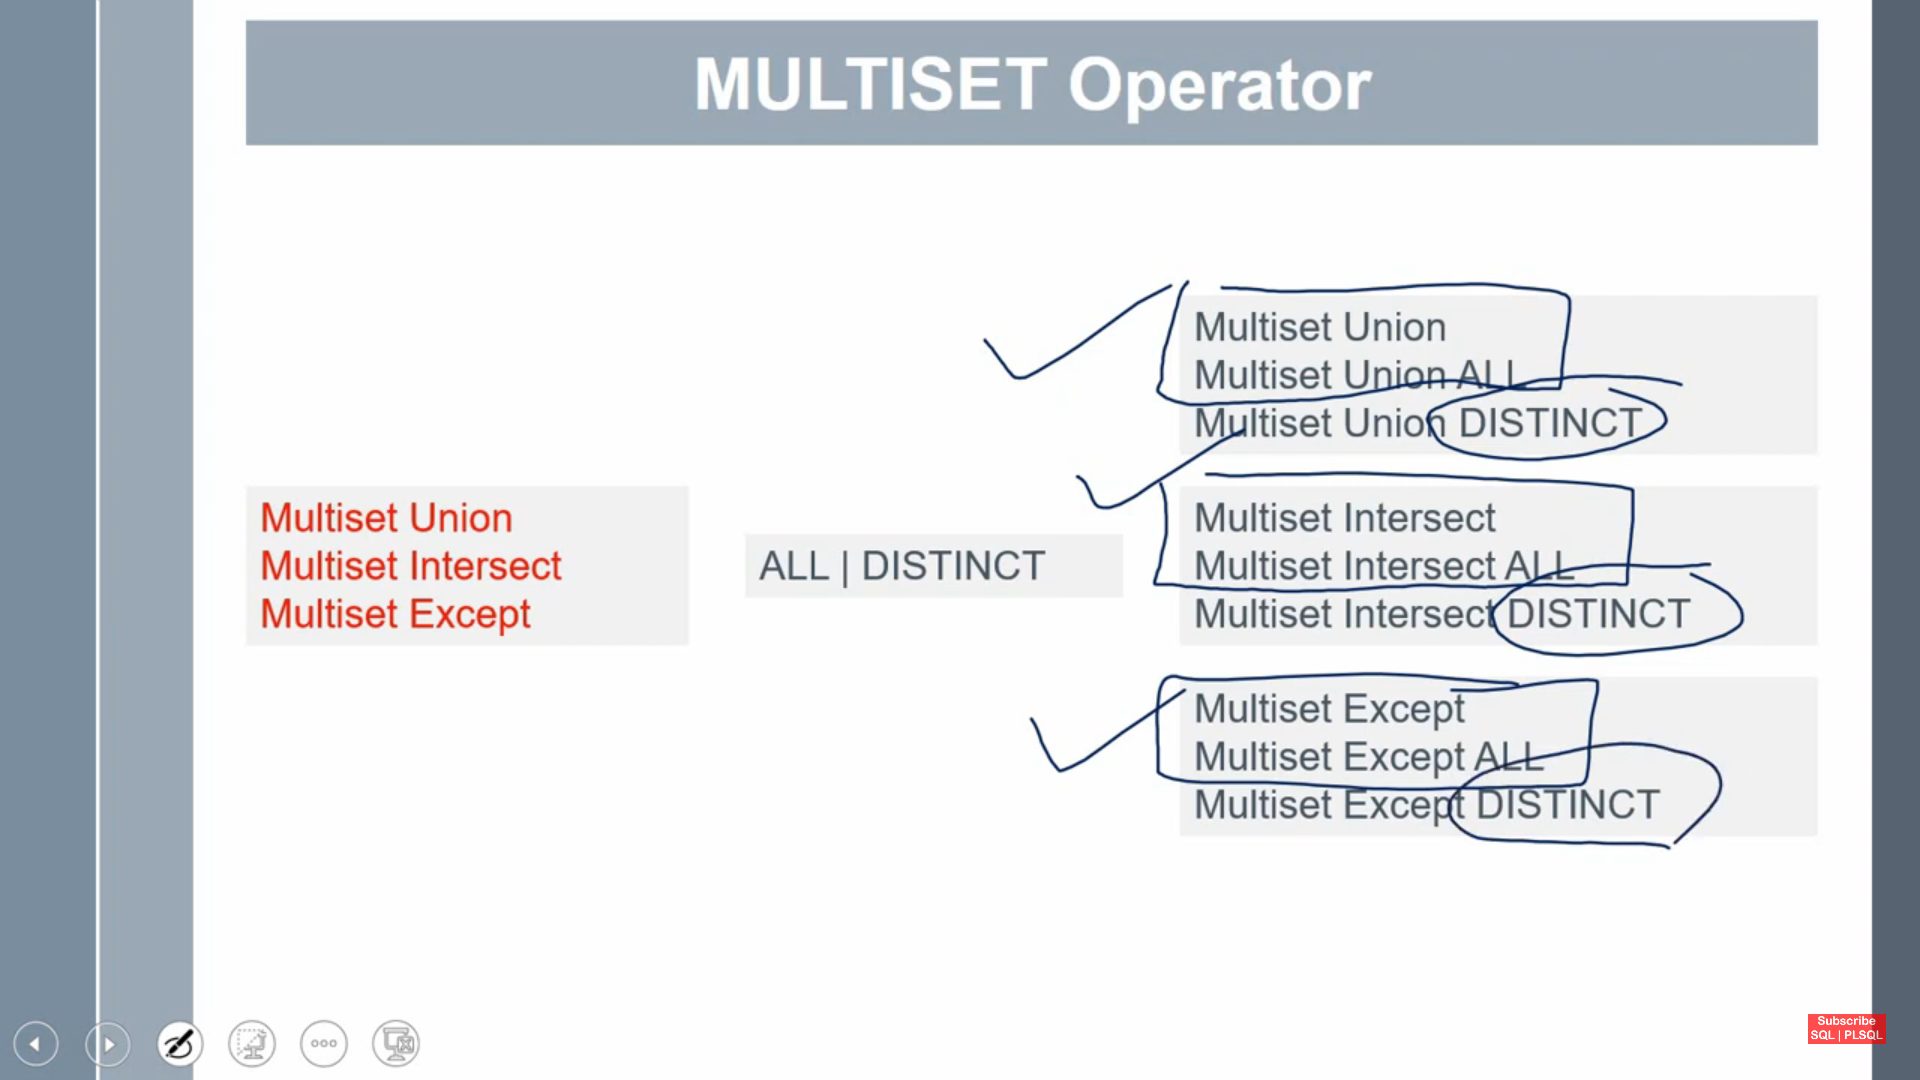 MULTISET Operator
Multiset Union
Multiset Intersect
Multiset Except
ALL | DISTINCT
Multiset Union
Multiset Union ALL
Multiset Union DISTINCT
Multiset Intersect
Multiset Intersect ALL
Multiset Intersect DISTINCT
Multiset Except
Multiset Except ALL
Multiset Except DISTINCT
Subscribe
SQL | PLSQL